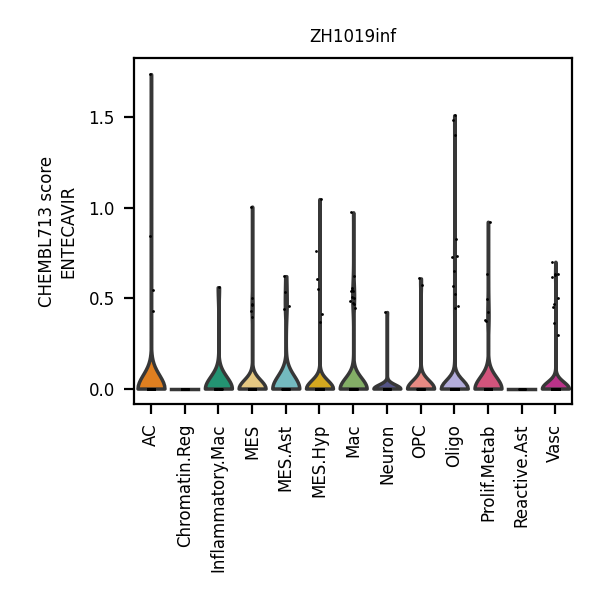 ZH1019inf
CHEMBL713 score
ENTECAVIR
1.5
1.0
0.5
0.0
AC
Chromatin.Reg
Inflammatory.Mac
MES
MES.Ast
MES.Hyp
Mac
Neuron
OPC
Oligo
Prolif.Metab
Reactive.Ast
Vasc